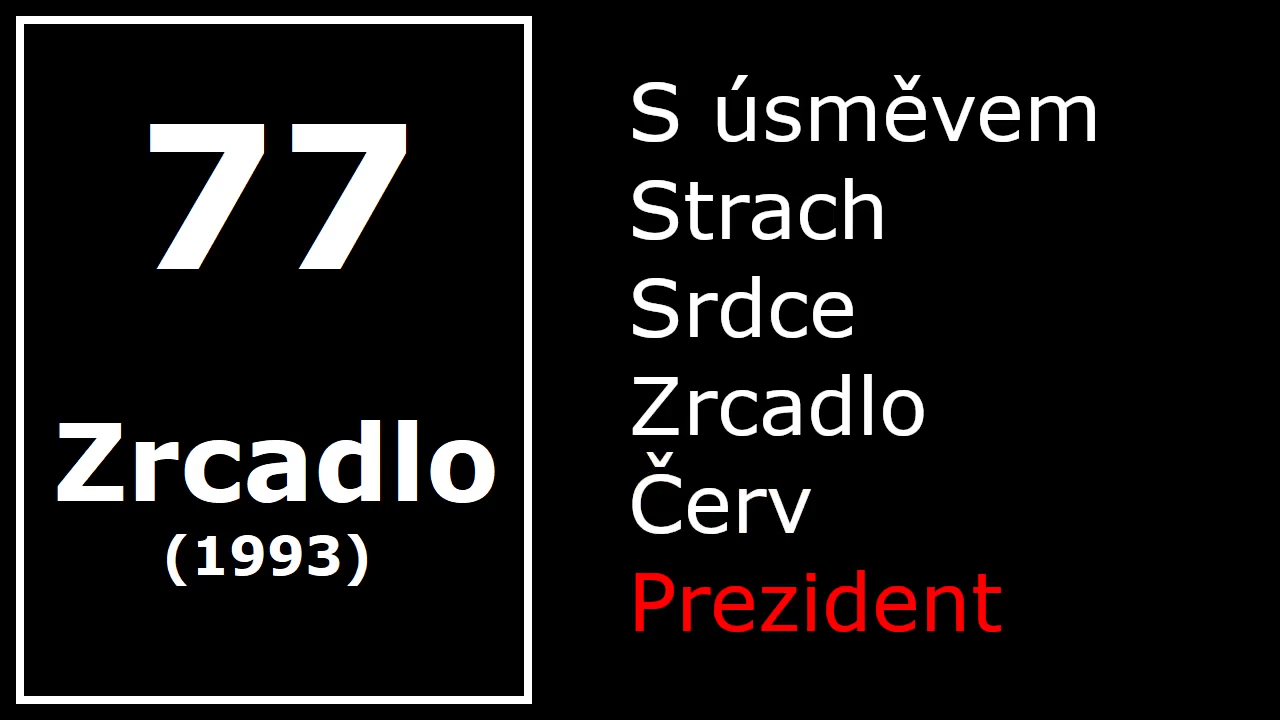 77
Zrcadlo
(1993)
S úsměvem
Strach
Srdce
Zrcadlo
Červ
Prezident